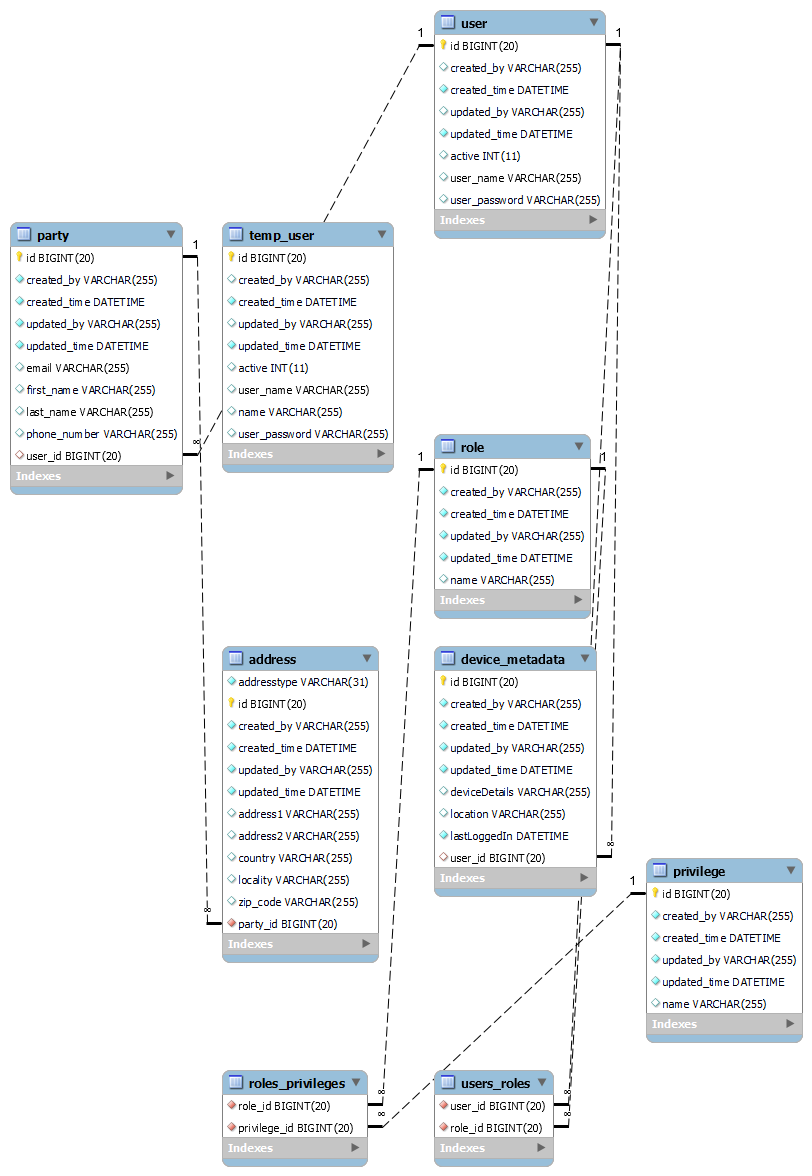 user
id BIGINT(20)
created_by VARCHAR(255)
created_time DATETIME
updated_by VARCHAR(255)
updated_time DATETIME
active INT(11)
user_name VARCHAR(255)
user_password VARCHAR(255)
Indexes
1
1
party
id BIGINT(20)
created_by VARCHAR(255)
created_time DATETIME
updated_by VARCHAR(255)
updated_time DATETIME
email VARCHAR(255)
first_name VARCHAR(255)
last_name VARCHAR(255)
phone_number VARCHAR(255)
user_id BIGINT(20)
Indexes
1
∞
temp_user
id BIGINT(20)
created_by VARCHAR(255)
created_time DATETIME
updated_by VARCHAR(255)
updated_time DATETIME
active INT(11)
user_name VARCHAR(255)
name VARCHAR(255)
user_password VARCHAR(255)
Indexes
role
id BIGINT(20)
created_by VARCHAR(255)
created_time DATETIME
updated_by VARCHAR(255)
updated_time DATETIME
name VARCHAR(255)
Indexes
1
1
address
addresstype VARCHAR(31)
id BIGINT(20)
created_by VARCHAR(255)
created_time DATETIME
updated_by VARCHAR(255)
updated_time DATETIME
address1 VARCHAR(255)
address2 VARCHAR(255)
country VARCHAR(255)
locality VARCHAR(255)
zip_code VARCHAR(255)
party_id BIGINT(20)
Indexes
∞
device_metadata
id BIGINT(20)
created_by VARCHAR(255)
created_time DATETIME
updated_by VARCHAR(255)
updated_time DATETIME
deviceDetails VARCHAR(255)
location VARCHAR(255)
lastLoggedIn DATETIME
user_id BIGINT(20)
Indexes
∞
privilege
id BIGINT(20)
created_by VARCHAR(255)
created_time DATETIME
updated_by VARCHAR(255)
updated_time DATETIME
name VARCHAR(255)
Indexes
1
roles_privileges
role_id BIGINT(20)
privilege_id BIGINT(20)
Indexes
∞
∞
users_roles
user_id BIGINT(20)
role_id BIGINT(20)
Indexes
∞
∞